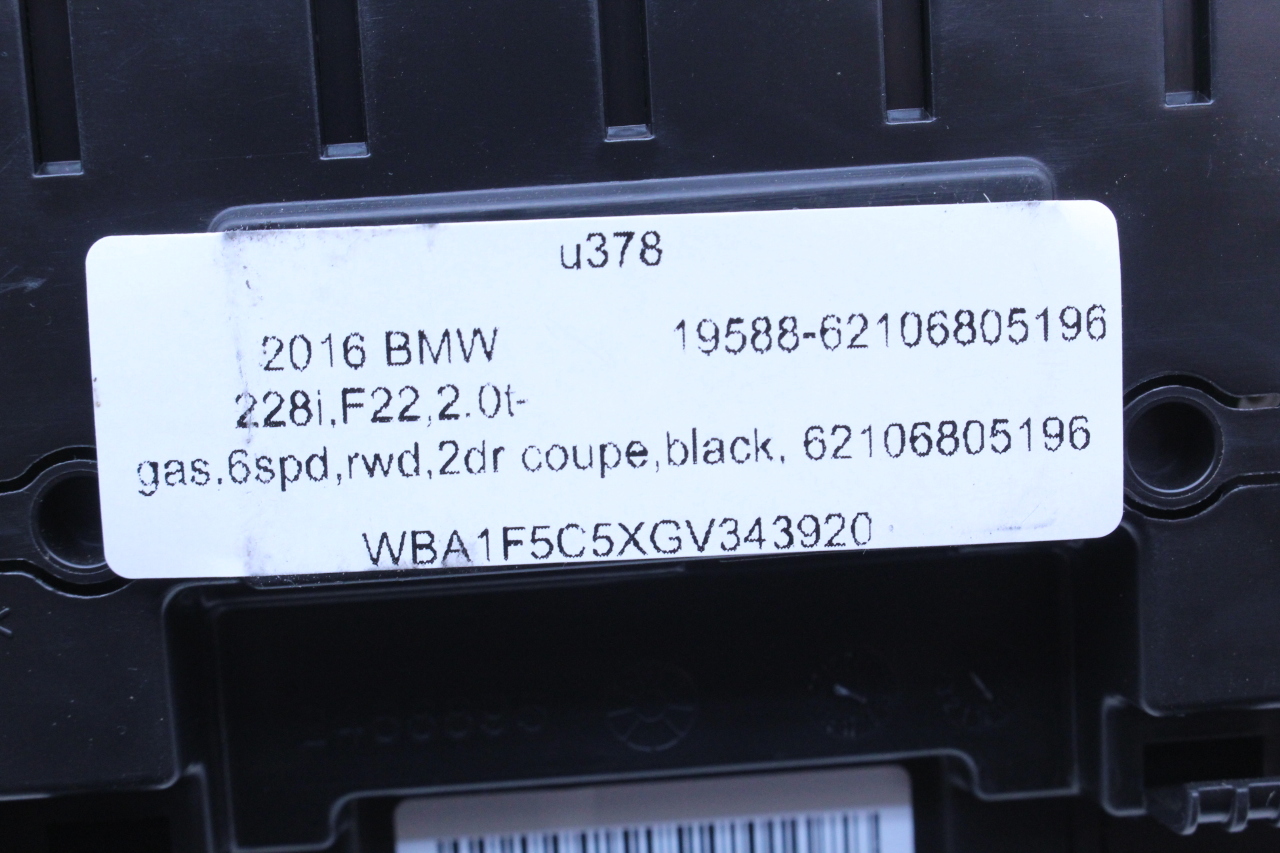 u378
2016 BMW 19588-62106805196
228i,F22,2.0t-
gas,6spd,rwd,2dr coupe,black, 62106805196
WBA1F5C5XGV343920